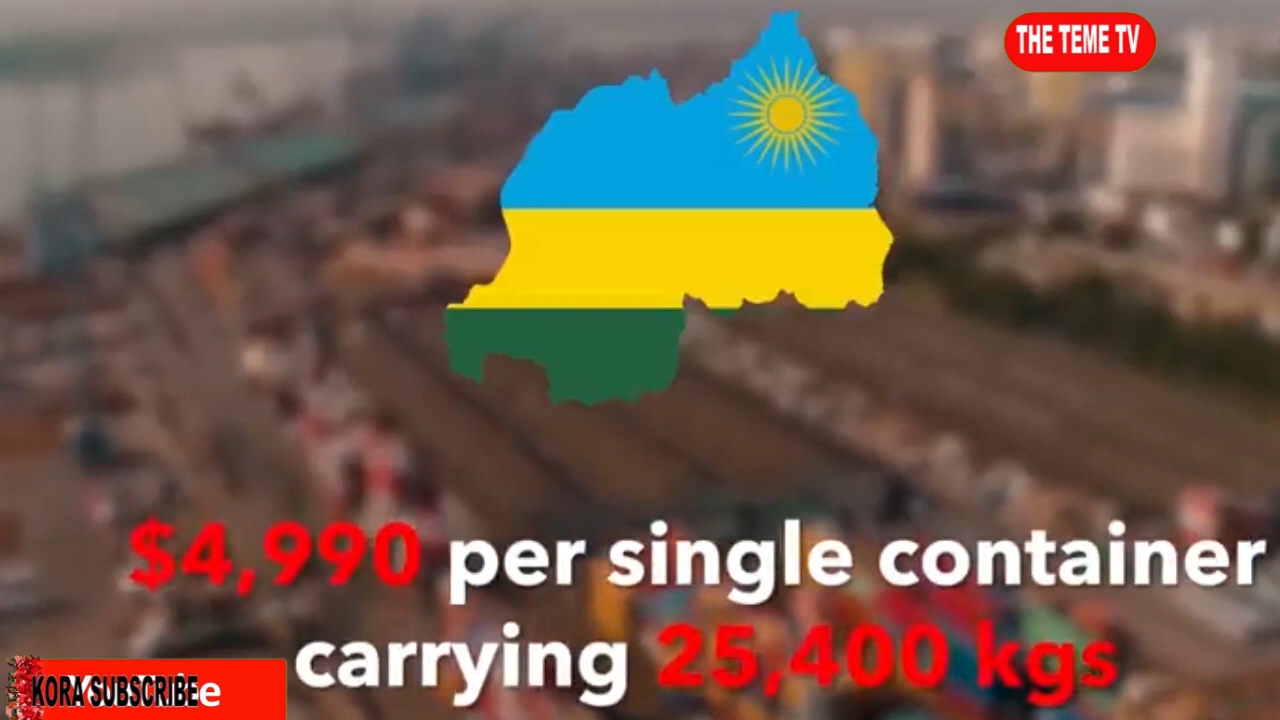 THE TEME TV
$4,990 per single container
carrying 25,400 kgs
KORA SUBSCRIBE